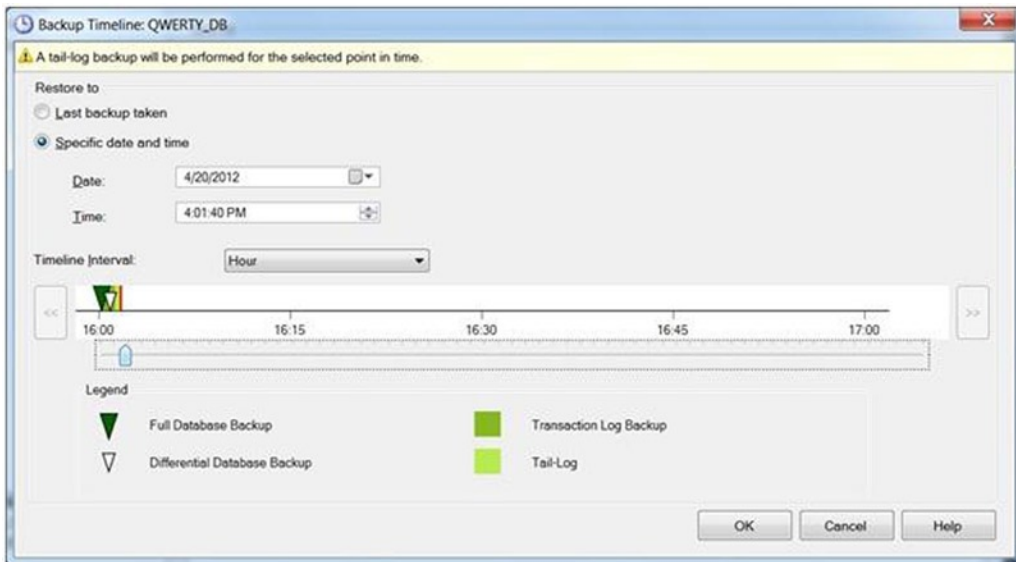 Backup Timeline: QWERTY_DB
A tail-log backup will be performed for the selected point in time.
Restore to
Last backup taken
Specific date and time
Date: 4/20/2012
Time: 4:01:40 PM
Timeline Interval: Hour
<< >>
16:00 16:15 16:30 16:45 17:00
Legend
Full Database Backup Transaction Log Backup
Differential Database Backup Tail-Log
OK Cancel Help